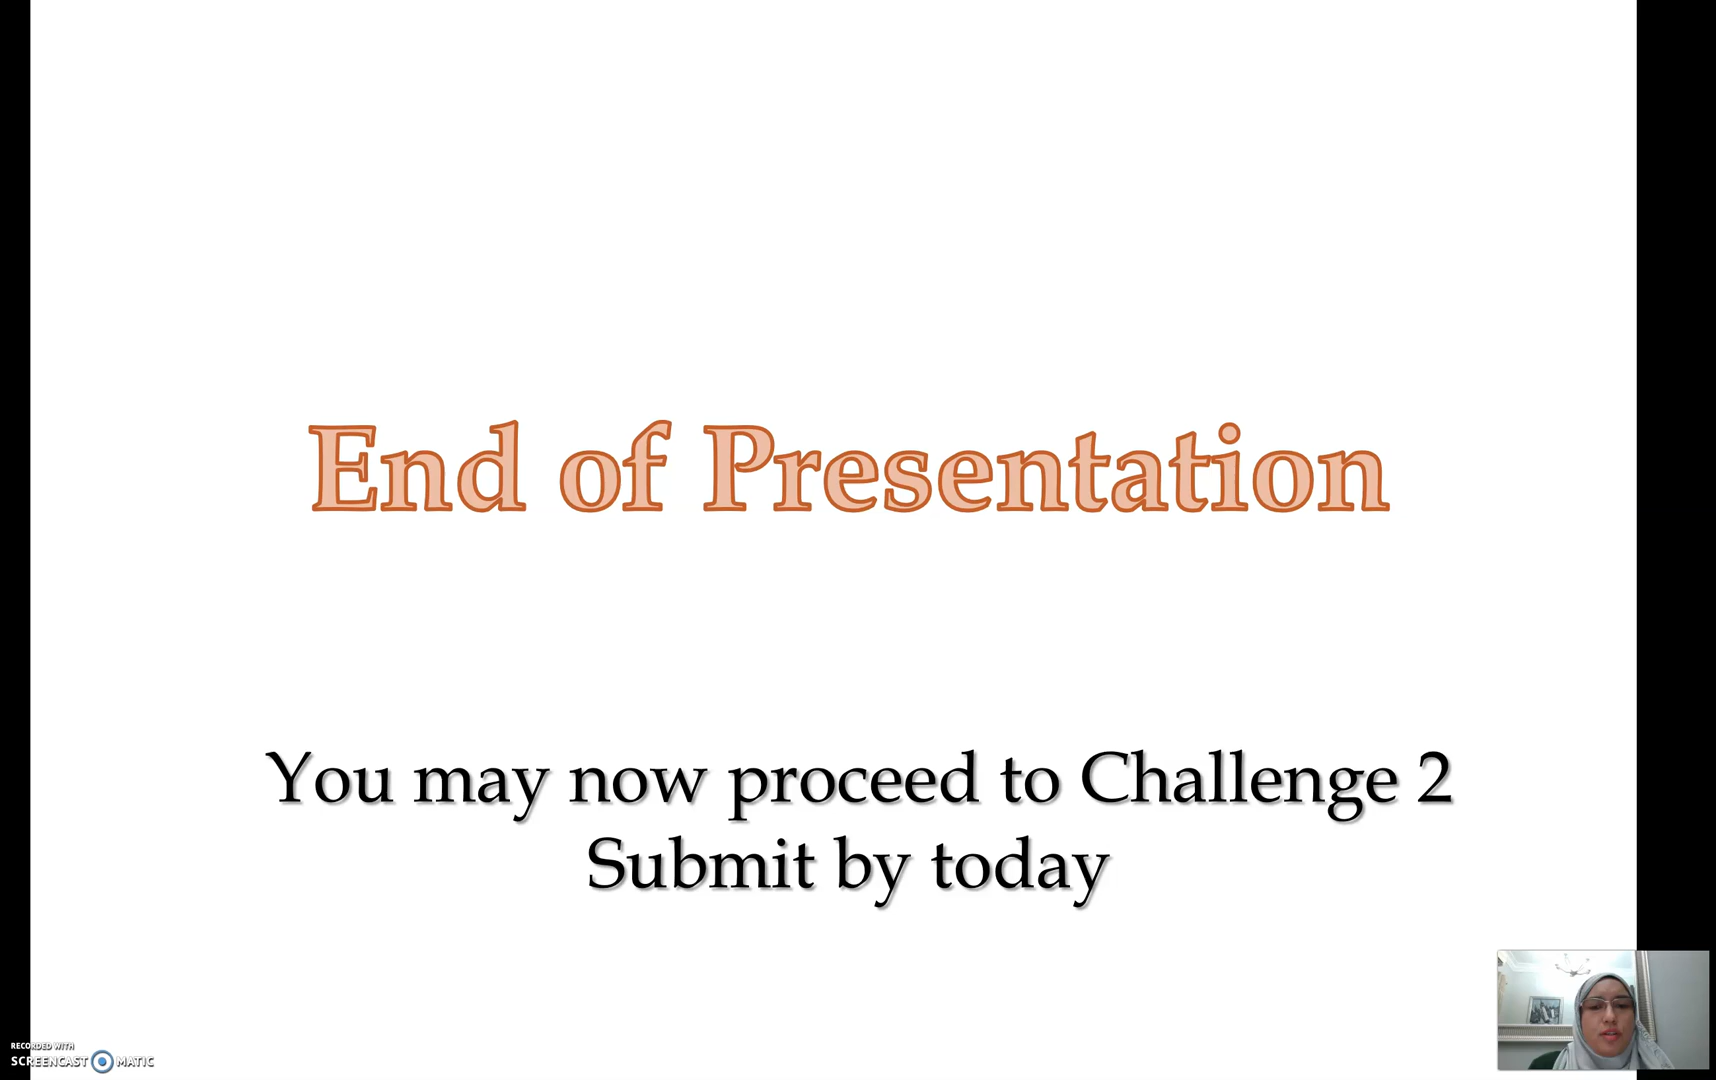 End of Presentation
You may now proceed to Challenge 2
Submit by today
RECORDED WITH
SCREENCAST MATIC